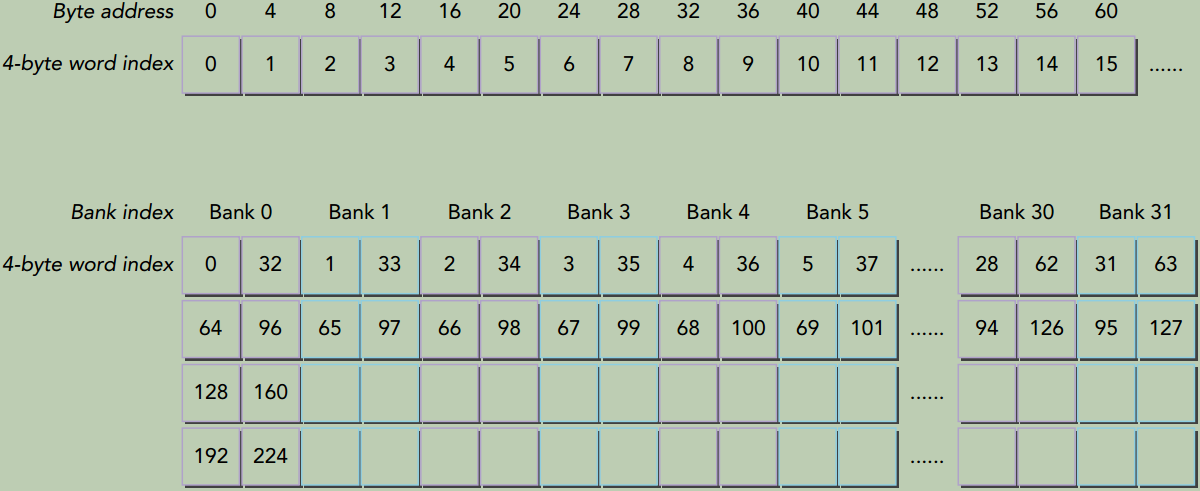 Byte address 0 4 8 12 16 20 24 28 32 36 40 44 48 52 56 60
4-byte word index 0 1 2 3 4 5 6 7 8 9 10 11 12 13 14 15 ......
Bank index Bank 0 Bank 1 Bank 2 Bank 3 Bank 4 Bank 5 Bank 30 Bank 31
4-byte word index 0 32 1 33 2 34 3 35 4 36 5 37 ...... 28 62 31 63
64 96 65 97 66 98 67 99 68 100 69 101 ...... 94 126 95 127
128 160 ......
192 224 ......